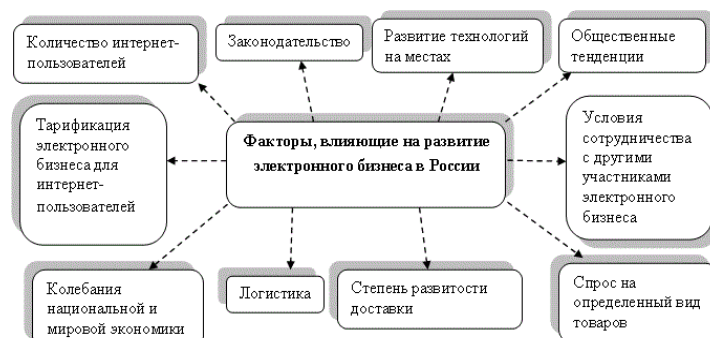 Количество интернет-
пользователей
Законодательство
Развитие технологий
на местах
Общественные
тенденции
Тарификация
электронного
бизнеса для
интернет-
пользователей
Факторы, влияющие на развитие
электронного бизнеса в России
Условия
сотрудничества
с другими
участниками
электронного
бизнеса
Колебания
национальной и
мировой экономики
Логистика
Степень развитости
доставки
Спрос на
определенный вид
товаров